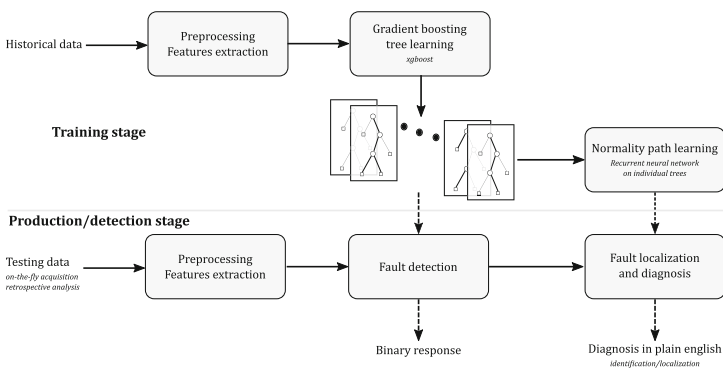 Historical data
Preprocessing
Features extraction
Gradient boosting
tree learning
xgboost
Training stage
Normality path learning
Recurrent neural network
on individual trees
Production/detection stage
Testing data
on-the-fly acquisition
retrospective analysis
Preprocessing
Features extraction
Fault detection
Fault localization
and diagnosis
Binary response
Diagnosis in plain english
identification/localization